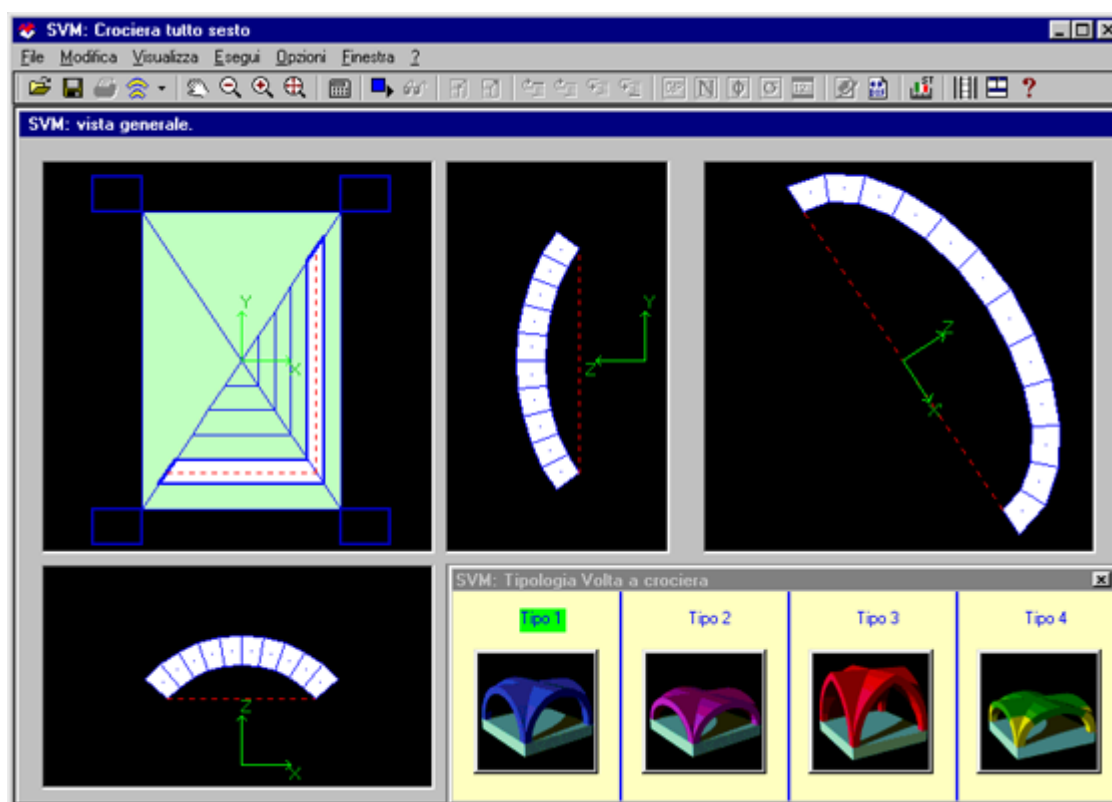 SVM: Crociera tutto sesto
File Modifica Visualizza Esegui Opzioni Finestra ?
SVM: vista generale.
Y
X
Y
Z
Z
X
Z
X
SVM: Tipologia Volta a crociera
Tipo 1 Tipo 2 Tipo 3 Tipo 4